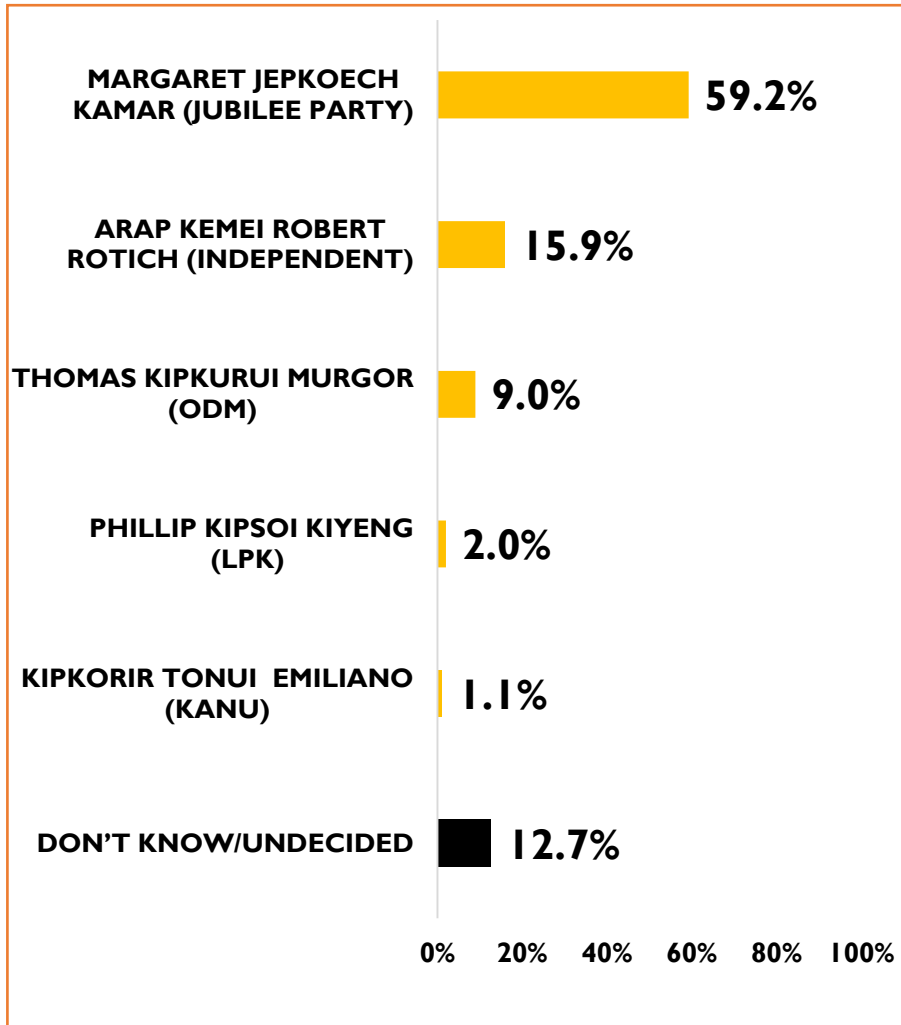 MARGARET JEPKOECH
KAMAR (JUBILEE PARTY)
59.2%
ARAP KEMEI ROBERT
ROTICH (INDEPENDENT)
15.9%
THOMAS KIPKURUI MURGOR
(ODM)
9.0%
PHILLIP KIPSOI KIYENG
(LPK)
2.0%
KIPKORIR TONUI  EMILIANO
(KANU)
1.1%
DON’T KNOW/UNDECIDED
12.7%
0% 20% 40% 60% 80% 100%